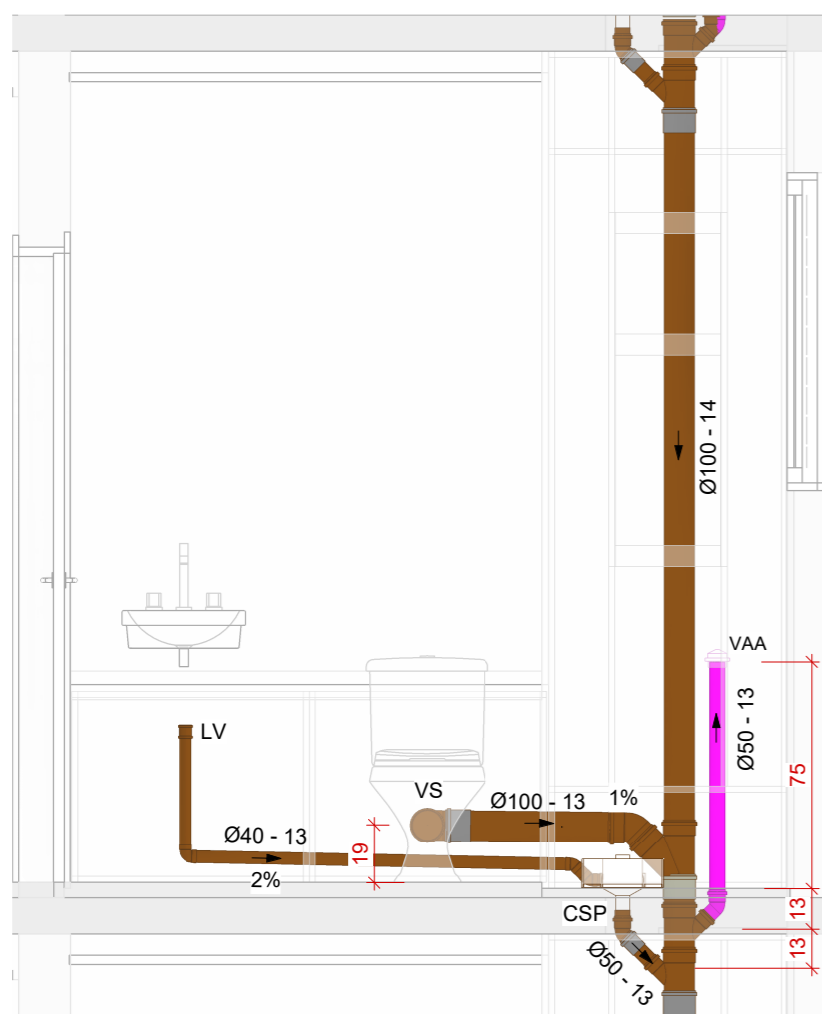 Ø100 - 14
VAA
Ø50 - 13
75
LV
VS
Ø100 - 13
1%
Ø40 - 13
19
2%
CSP
13
Ø50 - 13
13